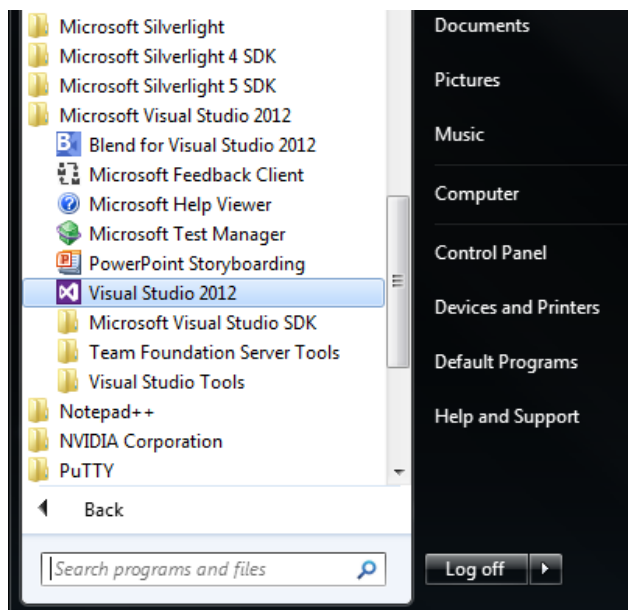 Microsoft Silverlight
Microsoft Silverlight 4 SDK
Microsoft Silverlight 5 SDK
Microsoft Visual Studio 2012
Blend for Visual Studio 2012
Microsoft Feedback Client
Microsoft Help Viewer
Microsoft Test Manager
PowerPoint Storyboarding
Visual Studio 2012
Microsoft Visual Studio SDK
Team Foundation Server Tools
Visual Studio Tools
Notepad++
NVIDIA Corporation
PuTTY
Back
Search programs and files
Documents
Pictures
Music
Computer
Control Panel
Devices and Printers
Default Programs
Help and Support
Log off